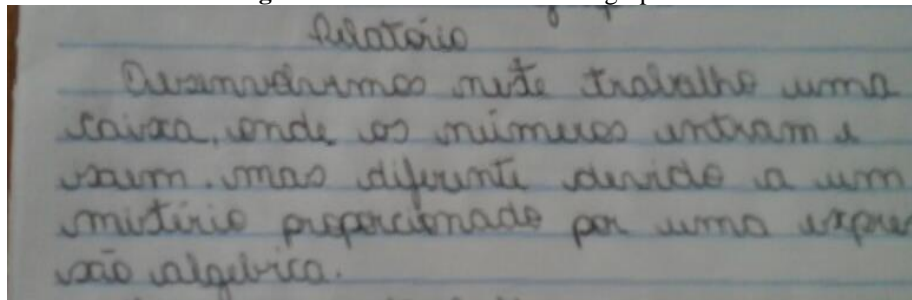 Relatório
Desenvolvemos neste trabalho uma
caixa, onde os números entram e
saem. mas diferente devido a um
mistério proporcionado por uma expres
são algebrica.